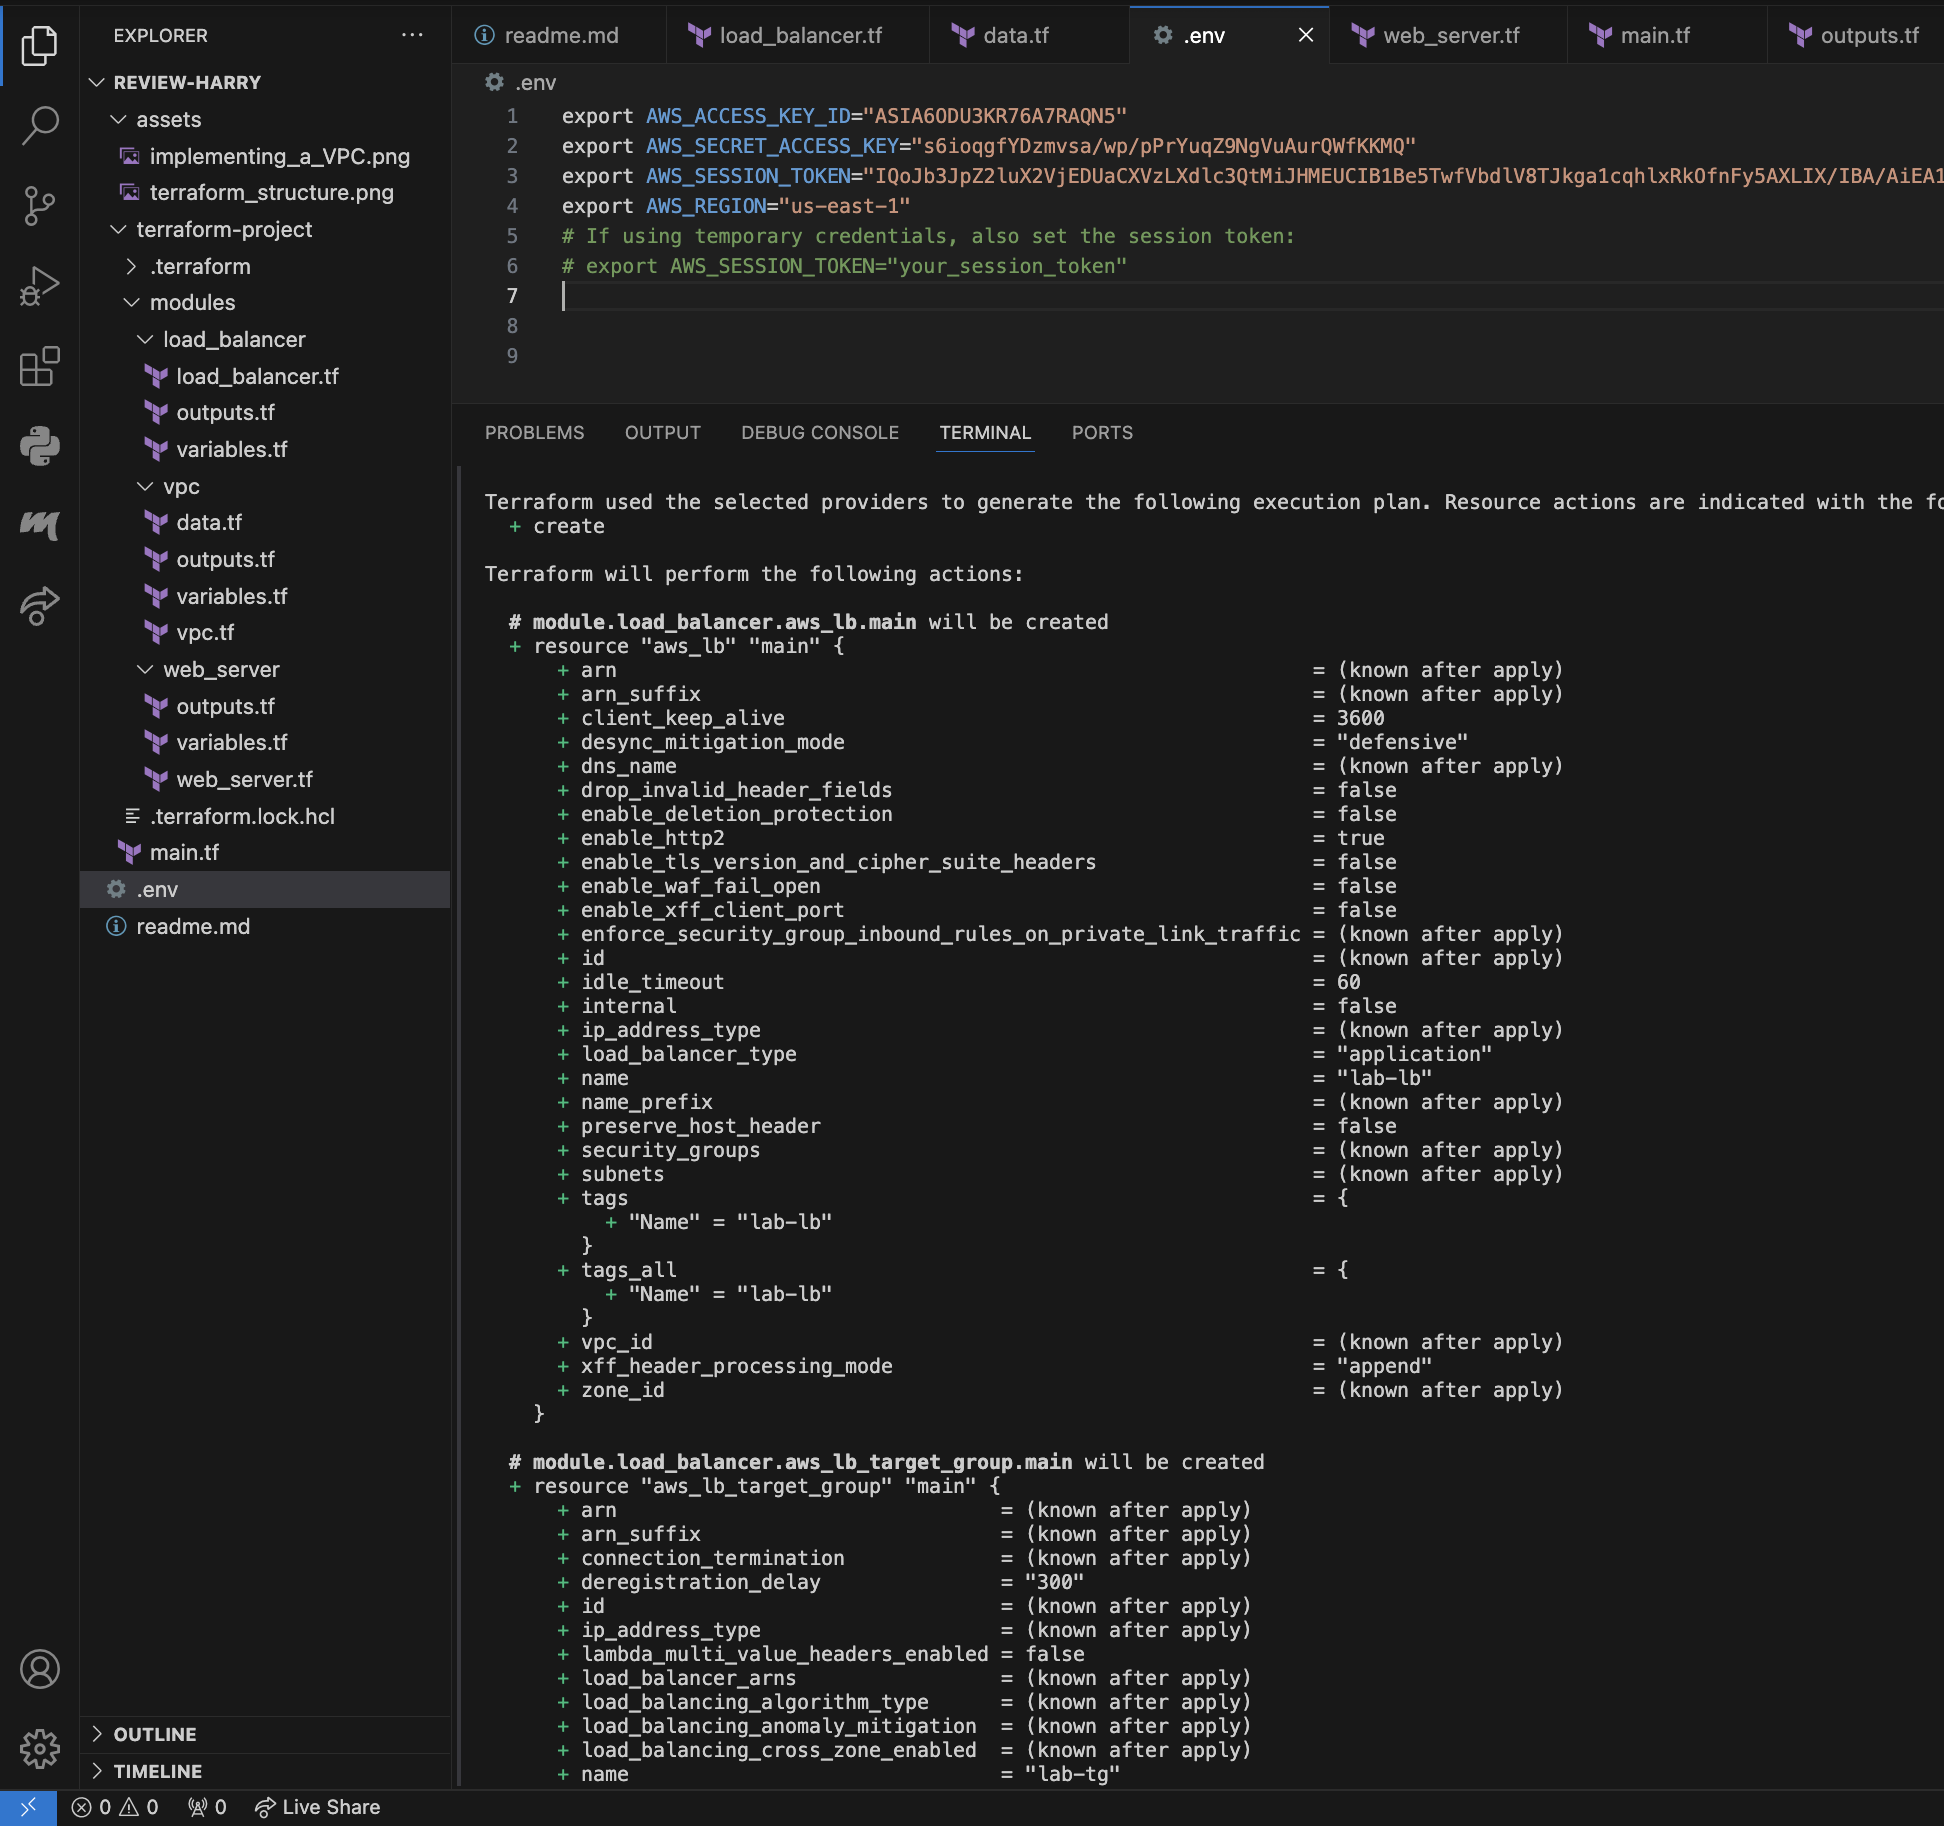 EXPLORER
REVIEW-HARRY
assets
implementing_a_VPC.png
terraform_structure.png
terraform-project
.terraform
modules
load_balancer
load_balancer.tf
outputs.tf
variables.tf
vpc
data.tf
outputs.tf
variables.tf
vpc.tf
web_server
outputs.tf
variables.tf
web_server.tf
.terraform.lock.hcl
main.tf
.env
readme.md
OUTLINE
TIMELINE
readme.md load_balancer.tf data.tf .env web_server.tf main.tf outputs.tf
.env
1 export AWS_ACCESS_KEY_ID="ASIA6ODU3KR76A7RAQN5"
2 export AWS_SECRET_ACCESS_KEY="s6ioqgfYDzmvsa/wp/pPrYuqZ9NgVuAurQWfKKMQ"
3 export AWS_SESSION_TOKEN="IQoJb3JpZ2luX2VjEDUaCXVzLXdlc3QtMiJHMEUCIB1Be5TwfVbdlV8TJkga1cqhlxRkOfnFy5AXLIX/IBA/AiEA1
4 export AWS_REGION="us-east-1"
5 # If using temporary credentials, also set the session token:
6 # export AWS_SESSION_TOKEN="your_session_token"
7
8
9
PROBLEMS OUTPUT DEBUG CONSOLE TERMINAL PORTS
Terraform used the selected providers to generate the following execution plan. Resource actions are indicated with the fo
+ create
Terraform will perform the following actions:
# module.load_balancer.aws_lb.main will be created
+ resource "aws_lb" "main" {
+ arn = (known after apply)
+ arn_suffix = (known after apply)
+ client_keep_alive = 3600
+ desync_mitigation_mode = "defensive"
+ dns_name = (known after apply)
+ drop_invalid_header_fields = false
+ enable_deletion_protection = false
+ enable_http2 = true
+ enable_tls_version_and_cipher_suite_headers = false
+ enable_waf_fail_open = false
+ enable_xff_client_port = false
+ enforce_security_group_inbound_rules_on_private_link_traffic = (known after apply)
+ id = (known after apply)
+ idle_timeout = 60
+ internal = false
+ ip_address_type = (known after apply)
+ load_balancer_type = "application"
+ name = "lab-lb"
+ name_prefix = (known after apply)
+ preserve_host_header = false
+ security_groups = (known after apply)
+ subnets = (known after apply)
+ tags = {
+ "Name" = "lab-lb"
}
+ tags_all = {
+ "Name" = "lab-lb"
}
+ vpc_id = (known after apply)
+ xff_header_processing_mode = "append"
+ zone_id = (known after apply)
}
# module.load_balancer.aws_lb_target_group.main will be created
+ resource "aws_lb_target_group" "main" {
+ arn = (known after apply)
+ arn_suffix = (known after apply)
+ connection_termination = (known after apply)
+ deregistration_delay = "300"
+ id = (known after apply)
+ ip_address_type = (known after apply)
+ lambda_multi_value_headers_enabled = false
+ load_balancer_arns = (known after apply)
+ load_balancing_algorithm_type = (known after apply)
+ load_balancing_anomaly_mitigation = (known after apply)
+ load_balancing_cross_zone_enabled = (known after apply)
+ name = "lab-tg"
0 0 0 Live Share